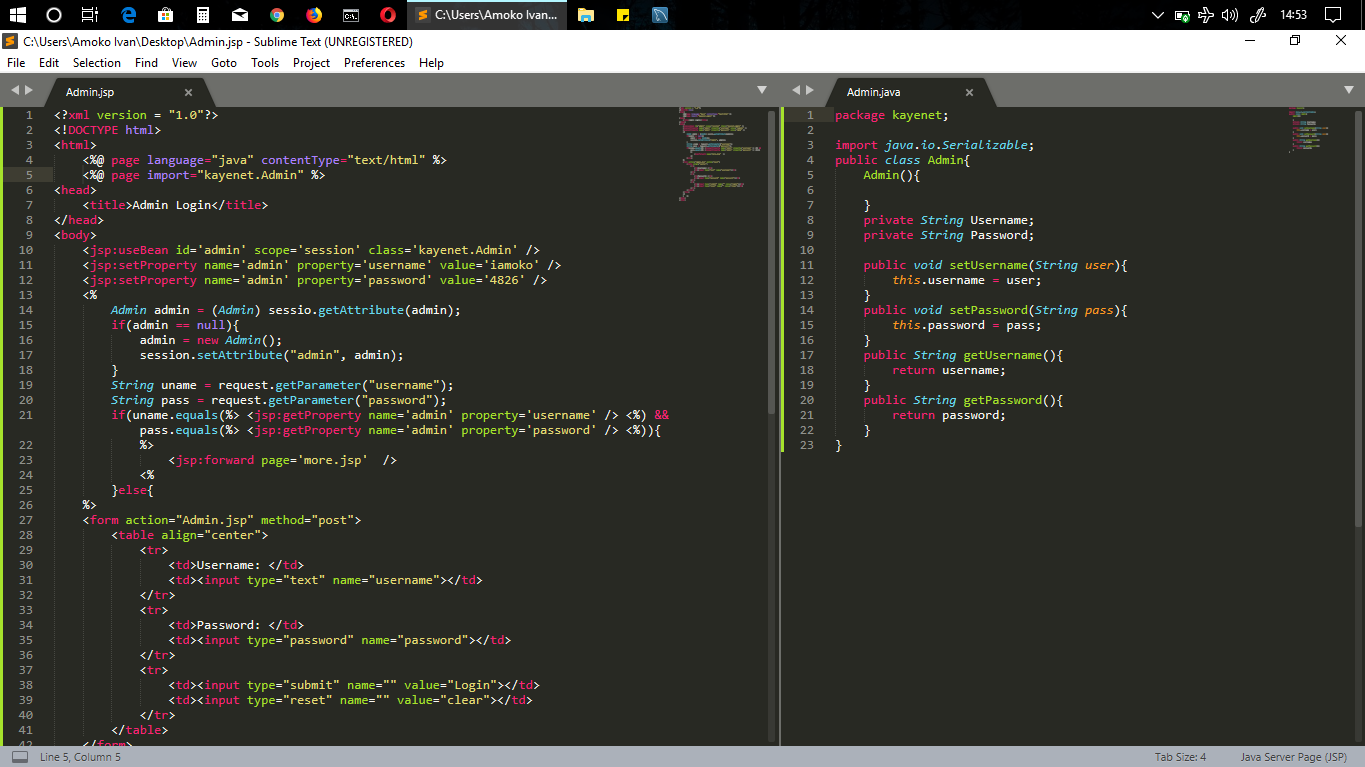 C:\Users\Amoko Ivan...
14:53
C:\Users\Amoko Ivan\Desktop\Admin.jsp - Sublime Text (UNREGISTERED)
File Edit Selection Find View Goto Tools Project Preferences Help
Admin.jsp
1 <?xml version = "1.0"?>
2 <!DOCTYPE html>
3 <html>
4 <%@ page language="java" contentType="text/html" %>
5 <%@ page import="kayenet.Admin" %>
6 <head>
7 <title>Admin Login</title>
8 </head>
9 <body>
10 <jsp:useBean id='admin' scope='session' class='kayenet.Admin' />
11 <jsp:setProperty name='admin' property='username' value='iamoko' />
12 <jsp:setProperty name='admin' property='password' value='4826' />
13 <%
14 Admin admin = (Admin) sessio.getAttribute(admin);
15 if(admin == null){
16 admin = new Admin();
17 session.setAttribute("admin", admin);
18 }
19 String uname = request.getParameter("username");
20 String pass = request.getParameter("password");
21 if(uname.equals(%> <jsp:getProperty name='admin' property='username' /> <%) &&
pass.equals(%> <jsp:getProperty name='admin' property='password' /> <%)){
22 %>
23 <jsp:forward page='more.jsp'  />
24 <%
25 }else{
26 %>
27 <form action="Admin.jsp" method="post">
28 <table align="center">
29 <tr>
30 <td>Username: </td>
31 <td><input type="text" name="username"></td>
32 </tr>
33 <tr>
34 <td>Password: </td>
35 <td><input type="password" name="password"></td>
36 </tr>
37 <tr>
38 <td><input type="submit" name="" value="Login"></td>
39 <td><input type="reset" name="" value="clear"></td>
40 </tr>
41 </table>
42 </form>
Admin.java
1 package kayenet;
2
3 import java.io.Serializable;
4 public class Admin{
5 Admin(){
6
7 }
8 private String Username;
9 private String Password;
10
11 public void setUsername(String user){
12 this.username = user;
13 }
14 public void setPassword(String pass){
15 this.password = pass;
16 }
17 public String getUsername(){
18 return username;
19 }
20 public String getPassword(){
21 return password;
22 }
23 }
Line 5, Column 5
Tab Size: 4
Java Server Page (JSP)